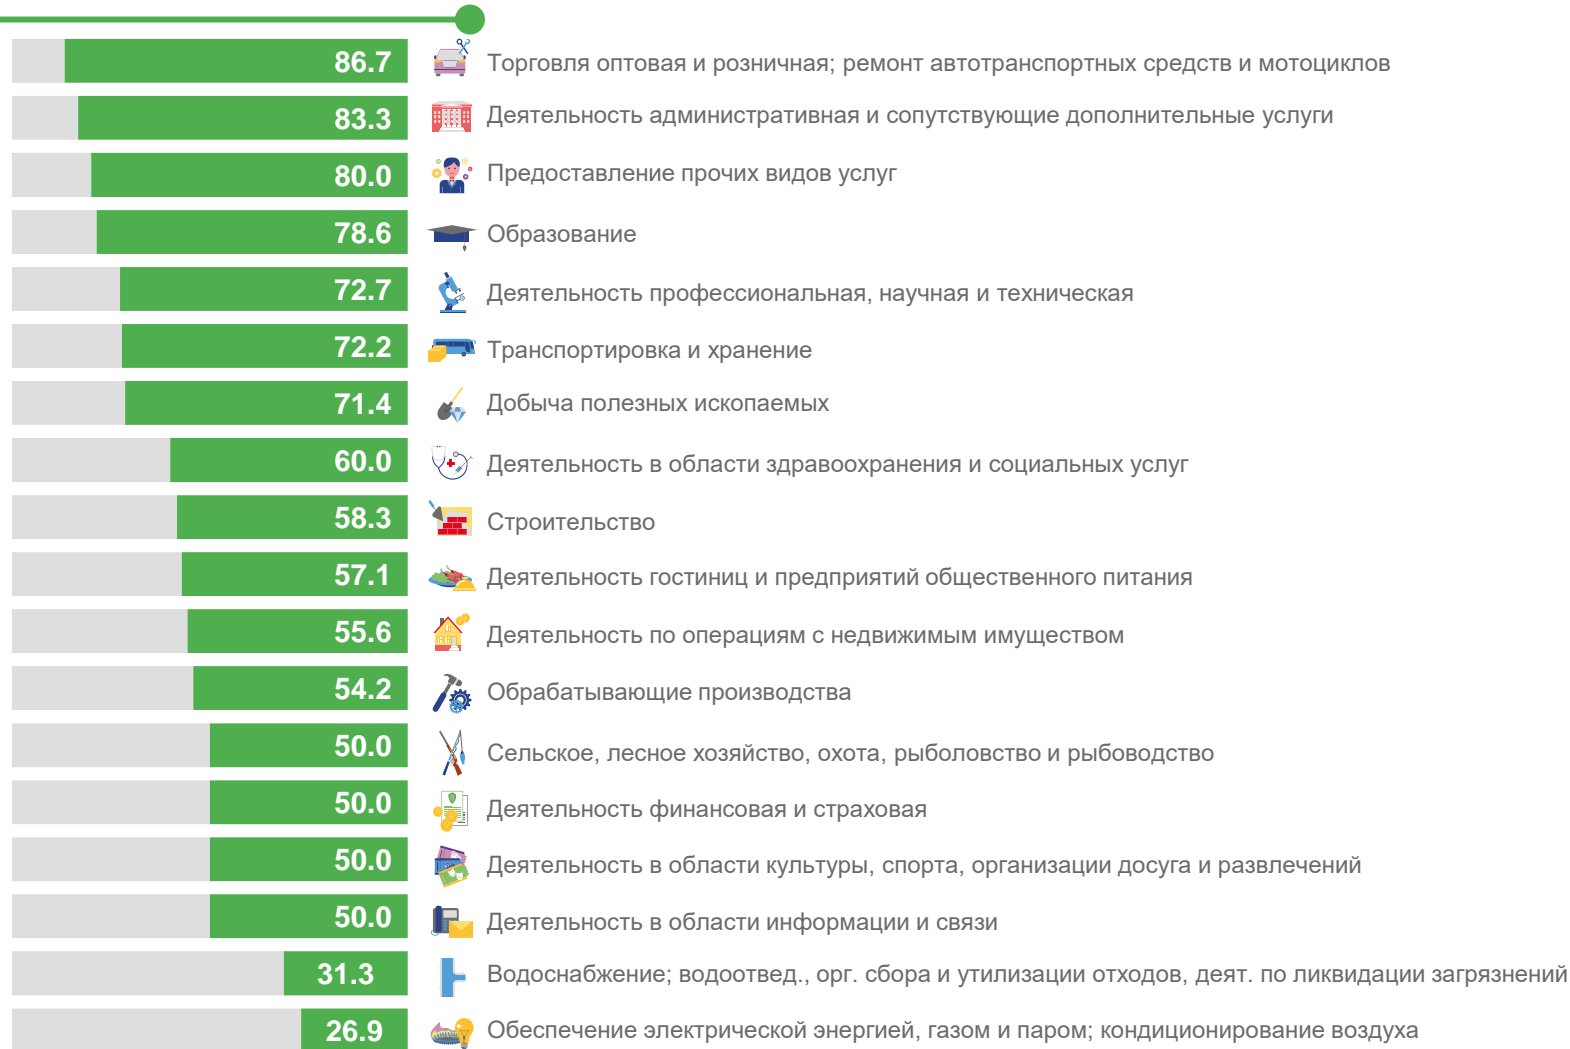 86.7 Торговля оптовая и розничная; ремонт автотранспортных средств и мотоциклов
83.3 Деятельность административная и сопутствующие дополнительные услуги
80.0 Предоставление прочих видов услуг
78.6 Образование
72.7 Деятельность профессиональная, научная и техническая
72.2 Транспортировка и хранение
71.4 Добыча полезных ископаемых
60.0 Деятельность в области здравоохранения и социальных услуг
58.3 Строительство
57.1 Деятельность гостиниц и предприятий общественного питания
55.6 Деятельность по операциям с недвижимым имуществом
54.2 Обрабатывающие производства
50.0 Сельское, лесное хозяйство, охота, рыболовство и рыбоводство
50.0 Деятельность финансовая и страховая
50.0 Деятельность в области культуры, спорта, организации досуга и развлечений
50.0 Деятельность в области информации и связи
31.3 Водоснабжение; водоотвед., орг. сбора и утилизации отходов, деят. по ликвидации загрязнений
26.9 Обеспечение электрической энергией, газом и паром; кондиционирование воздуха